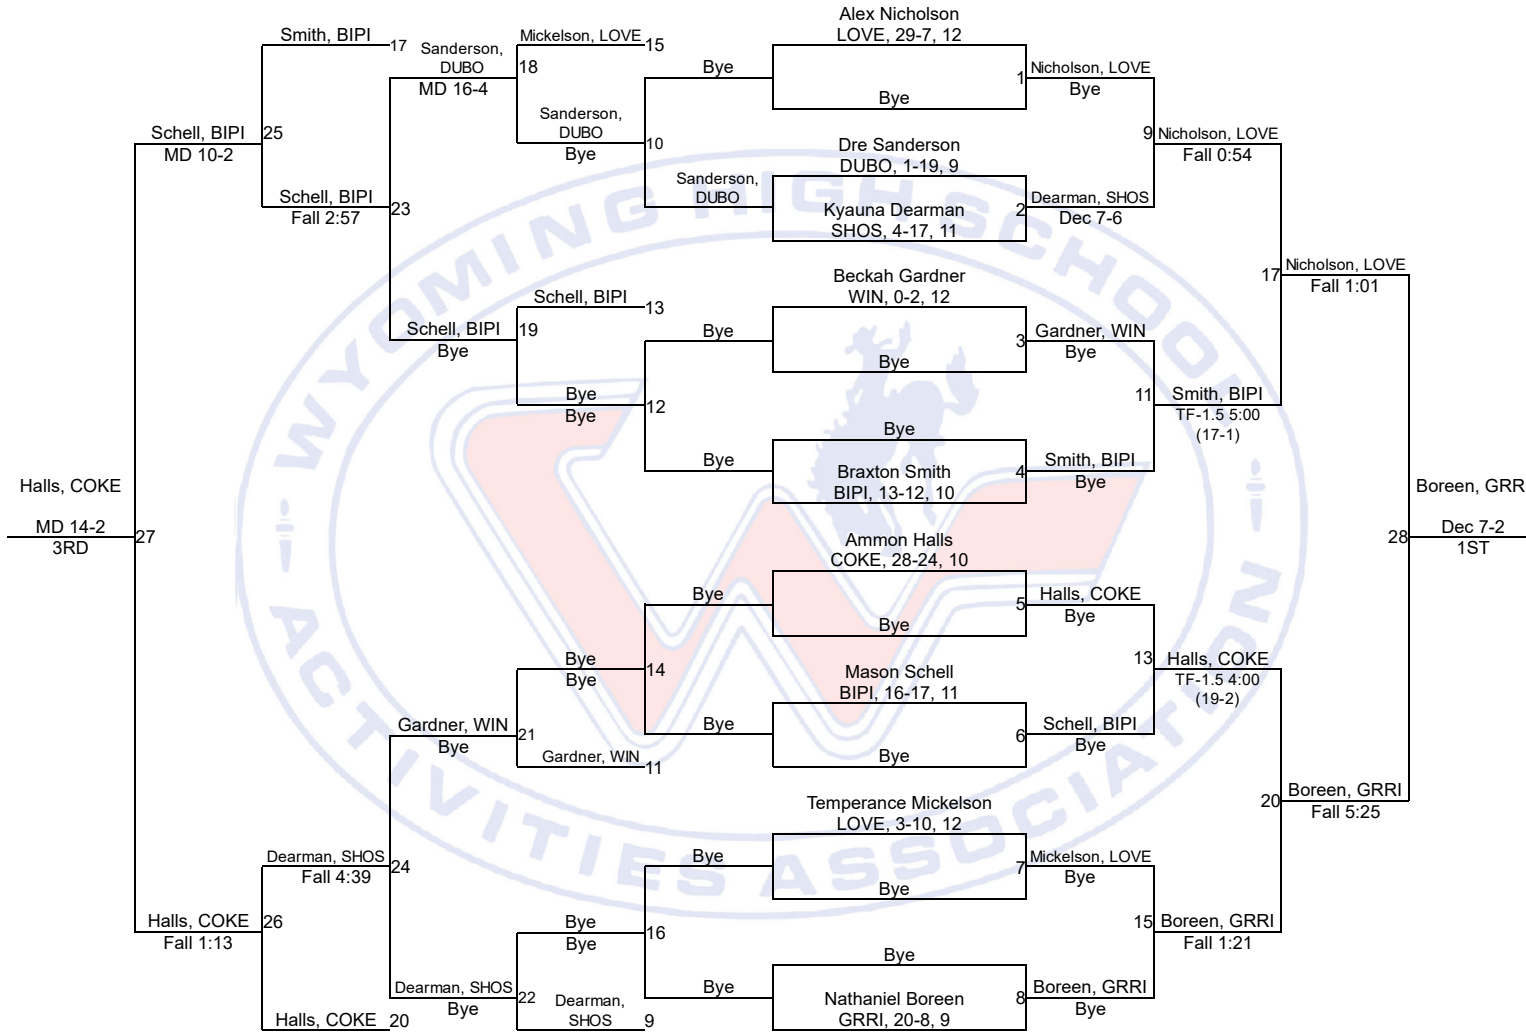 Alex Nicholson
LOVE, 29-7, 12
Bye
1
Dre Sanderson
DUBO, 1-19, 9
Kyauna Dearman
SHOS, 4-17, 11
2
Beckah Gardner
WIN, 0-2, 12
Bye
3
Bye
Braxton Smith
BIPI, 13-12, 10
4
Ammon Halls
COKE, 28-24, 10
Bye
5
Mason Schell
BIPI, 16-17, 11
Bye
6
Temperance Mickelson
LOVE, 3-10, 12
Bye
7
Bye
Nathaniel Boreen
GRRI, 20-8, 9
8
Nicholson, LOVE
Bye
9
Dearman, SHOS
Dec 7-6
Gardner, WIN
Bye
11
Smith, BIPI
Bye
Halls, COKE
Bye
13
Schell, BIPI
Bye
Mickelson, LOVE
Bye
15
Boreen, GRRI
Bye
Nicholson, LOVE
Fall 0:54
17
Smith, BIPI
TF-1.5 5:00
(17-1)
Halls, COKE
TF-1.5 4:00
(19-2)
20
Boreen, GRRI
Fall 1:21
Nicholson, LOVE
Fall 1:01
28
Boreen, GRRI
Fall 5:25
Boreen, GRR
Dec 7-2
1ST
Bye
10
Sanderson,
DUBO
Bye
12
Bye
Bye
14
Bye
Bye
16
Bye
Mickelson, LOVE
15
18
Sanderson,
DUBO
Bye
Schell, BIPI
13
19
Bye
Bye
Bye
Bye
21
Gardner, WIN
11
Bye
Bye
22
Dearman,
SHOS
9
Sanderson,
DUBO
MD 16-4
23
Schell, BIPI
Bye
Gardner, WIN
Bye
24
Dearman, SHOS
Bye
Smith, BIPI
17
25
Schell, BIPI
Fall 2:57
Dearman, SHOS
Fall 4:39
26
Halls, COKE
20
Schell, BIPI
MD 10-2
27
Halls, COKE
Fall 1:13
Halls, COKE
MD 14-2
3RD
WYOMING HIGH SCHOOL
ACTIVITIES ASSOCIATION